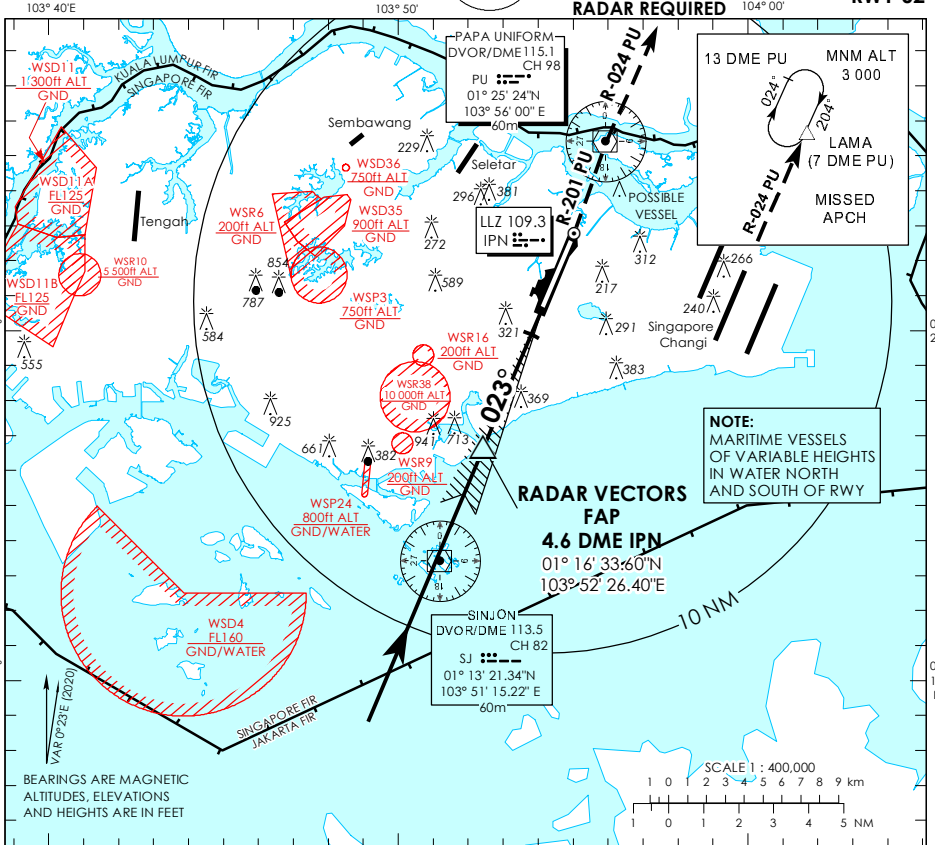 103° 40'E
103° 50'
RADAR REQUIRED
104° 00'
R-024 PU
PAPA UNIFORM
DVOR/DME 115.1
CH 98
PU
01° 25' 24"N
103° 56' 00" E
60m
13 DME PU
MNM ALT
3 000
024°
204°
LAMA
(7 DME PU)
R-024 PU
MISSED
APCH
WSD11
1 300ft ALT
GND
KUALA LUMPUR FIR
SINGAPORE FIR
Sembawang
229
Seletar
296
381
R-201 PU
POSSIBLE
VESSEL
WSD36
750ft ALT
GND
WSD11A
FL125
GND
Tengah
WSR6
200ft ALT
GND
WSD35
900ft ALT
GND
LLZ 109.3
IPN
272
312
266
WSR10
5 500ft ALT
GND
854
787
589
217
WSD11B
FL125
GND
WSP3
750ft ALT
GND
240
584
321
291
Singapore
Changi
555
WSR16
200ft ALT
GND
383
WSR38
10 000ft ALT
GND
023°
369
925
941
713
661
382
WSR9
200ft ALT
GND
NOTE:
MARITIME VESSELS
OF VARIABLE HEIGHTS
IN WATER NORTH
AND SOUTH OF RWY
WSP24
800ft ALT
GND/WATER
RADAR VECTORS
FAP
4.6 DME IPN
01° 16' 33.60"N
103° 52' 26.40"E
10 NM
WSD4
FL160
GND/WATER
SINJON
DVOR/DME 113.5
CH 82
SJ
01° 13' 21.34"N
103° 51' 15.22" E
60m
SINGAPORE FIR
JAKARTA FIR
VAR 0°23'E (2020)
BEARINGS ARE MAGNETIC
ALTITUDES, ELEVATIONS
AND HEIGHTS ARE IN FEET
SCALE 1 : 400,000
1 0 1 2 3 4 5 6 7 8 9 km
1 0 1 2 3 4 5 NM